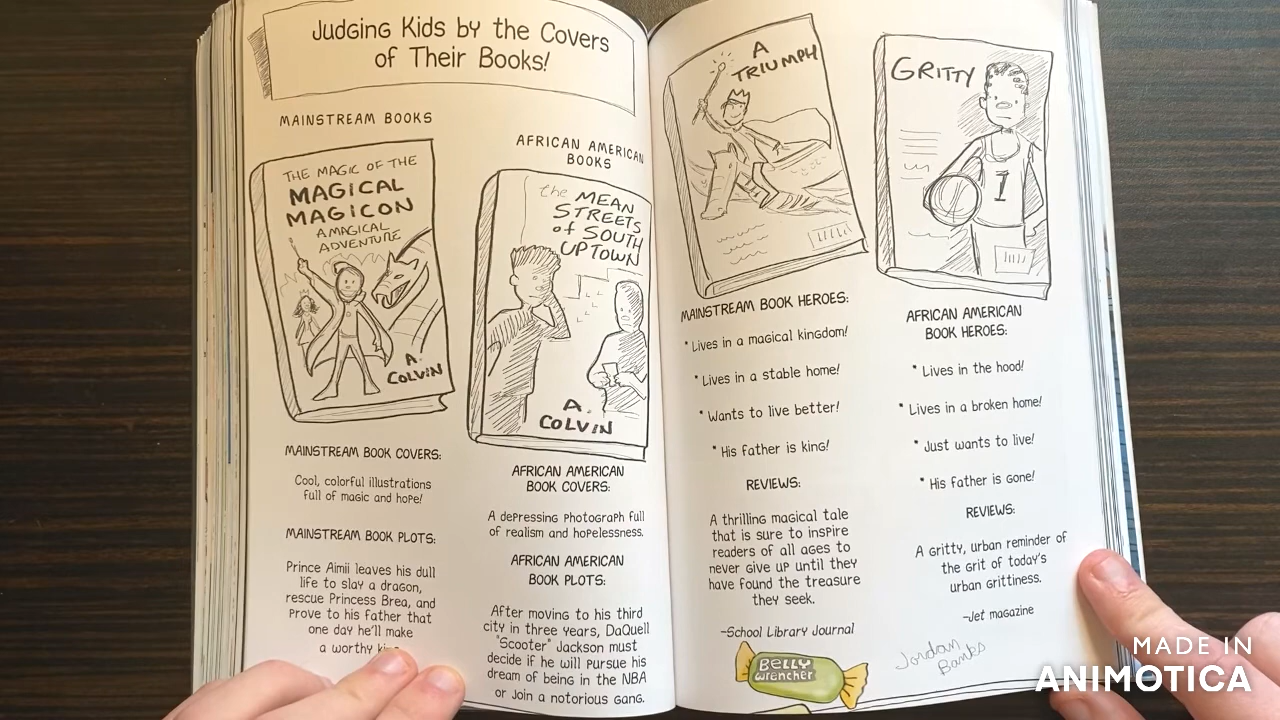 Judging Kids by the Covers
of Their Books!
MAINSTREAM BOOKS
THE MAGIC OF THE
MAGICAL
MAGICON
A MAGICAL
ADVENTURE
A.
COLVIN
MAINSTREAM BOOK COVERS:
Cool, colorful illustrations
full of magic and hope!
MAINSTREAM BOOK PLOTS:
Prince Aimii leaves his dull
life to slay a dragon,
rescue Princess Brea, and
prove to his father that
one day he'll make
a worthy
AFRICAN AMERICAN
BOOKS
the MEAN
STREETS
of SOUTH
UPTOWN
A.
COLVIN
AFRICAN AMERICAN
BOOK COVERS:
A depressing photograph full
of realism and hopelessness.
AFRICAN AMERICAN
BOOK PLOTS:
After moving to his third
city in three years, DaQuell
"Scooter" Jackson must
decide if he will pursue his
dream of being in the NBA
or join a notorious gang.
A
TRIUMPH
MAINSTREAM BOOK HEROES:
* Lives in a magical kingdom!
* Lives in a stable home!
* Wants to live better!
* His father is king!
REVIEWS:
A thrilling magical tale
that is sure to inspire
readers of all ages to
never give up until they
have found the treasure
they seek.
-School Library Journal
BELLY
WRENCHER
GRITTY
1
AFRICAN AMERICAN
BOOK HEROES:
* Lives in the hood!
* Lives in a broken home!
* Just wants to live!
* His father is gone!
REVIEWS:
A gritty, urban reminder of
the grit of today's
urban grittiness.
-Jet magazine
Jordan
Banks
MADE IN
ANIMOTICA